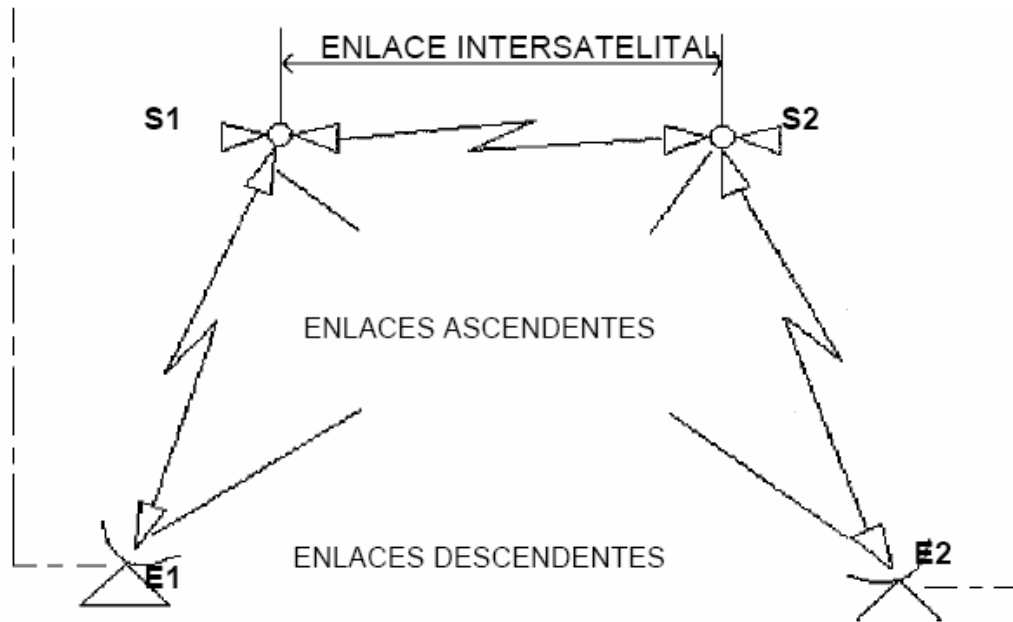 ENLACE INTERSATELITAL
S1
S2
ENLACES ASCENDENTES
ENLACES DESCENDENTES
E1
E2